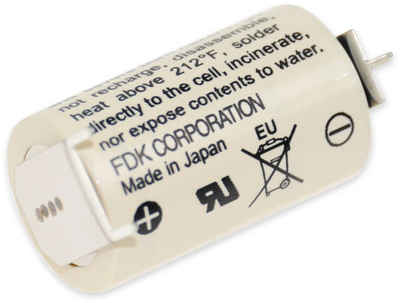 not recharge, disassemble,
heat above 212°F, solder
directly to the cell, incinerate,
nor expose contents to water.
FDK CORPORATION
Made in Japan
EU